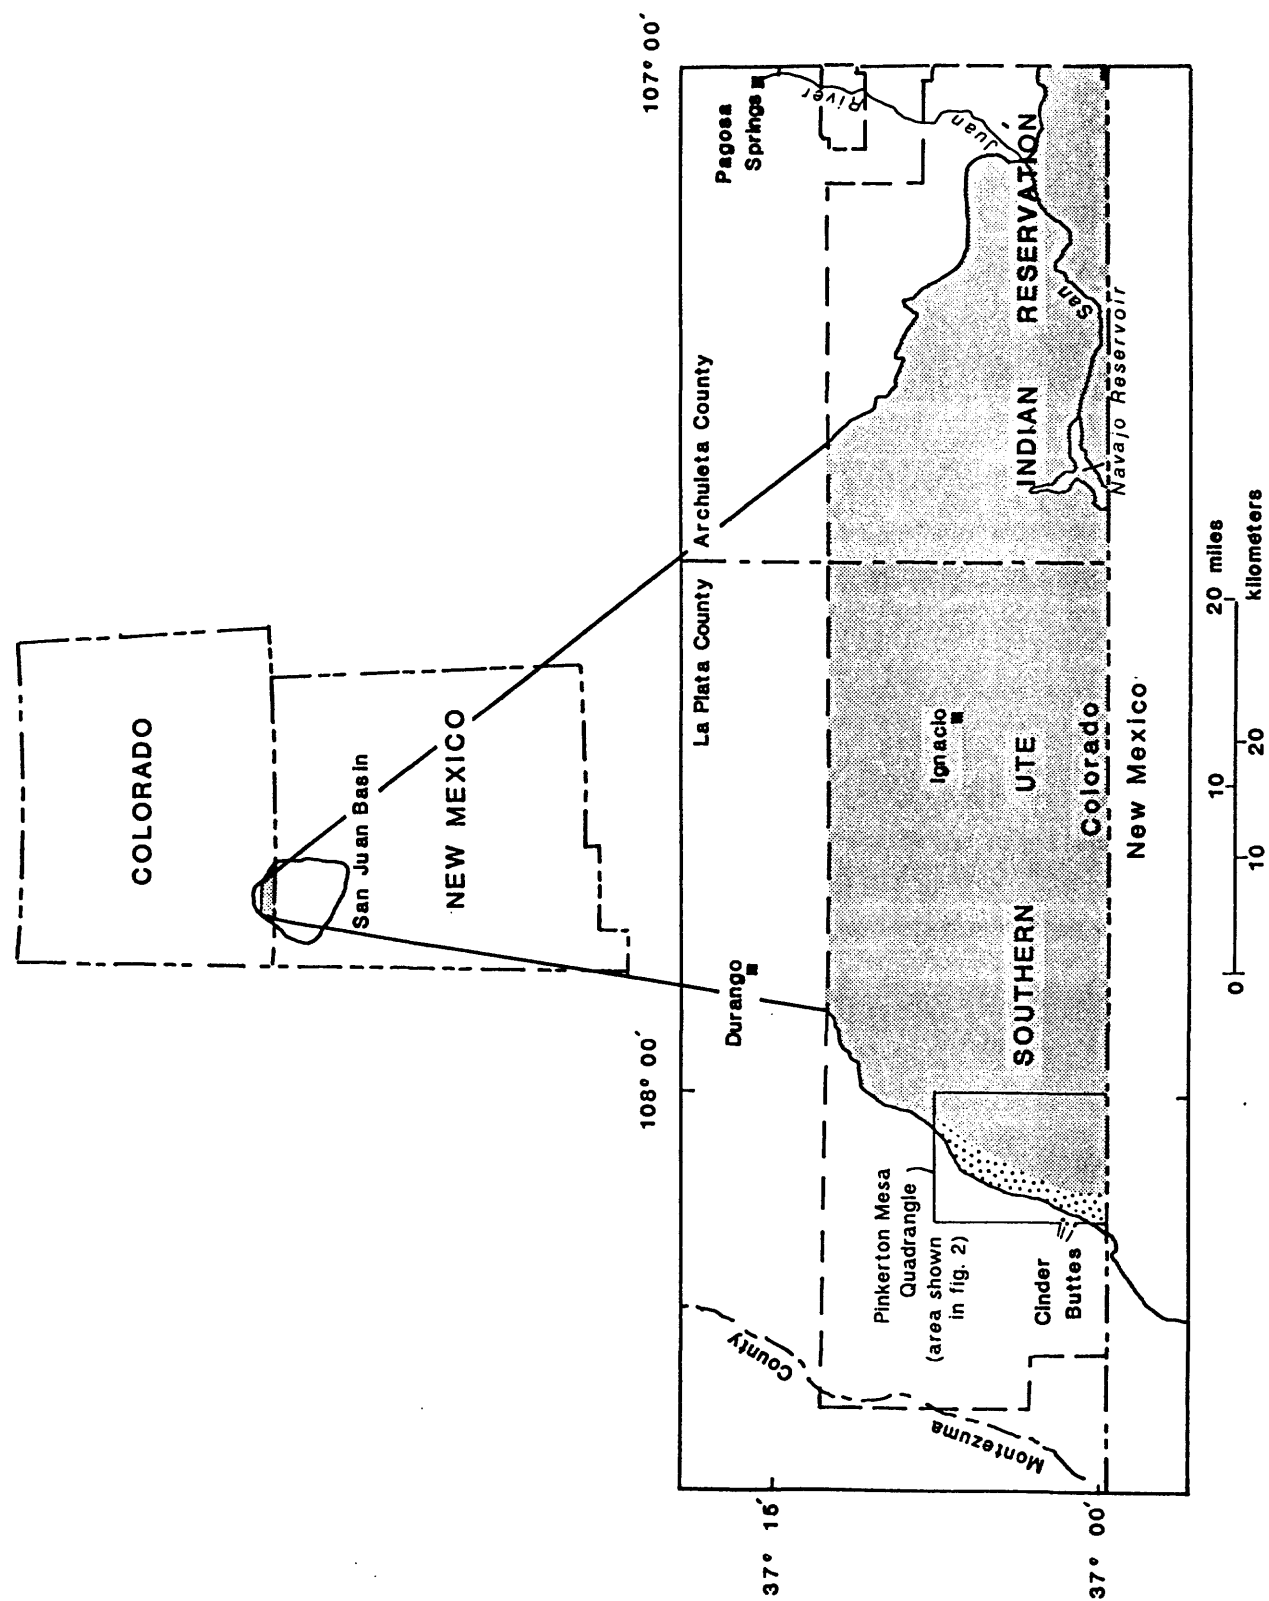 COLORADO
NEW MEXICO
San Juan Basin
108° 00′
107° 00′
37° 15′
37° 00′
Durango
Pagosa
Springs
La Plata County
Archuleta County
Montezuma
County
Pinkerton Mesa
Quadrangle
(area shown
in fig. 2)
Cinder
Buttes
Ignacio
SOUTHERN UTE INDIAN RESERVATION
San Juan River
Navajo Reservoir
Colorado
New Mexico
0 10 20 miles
10 20 kilometers